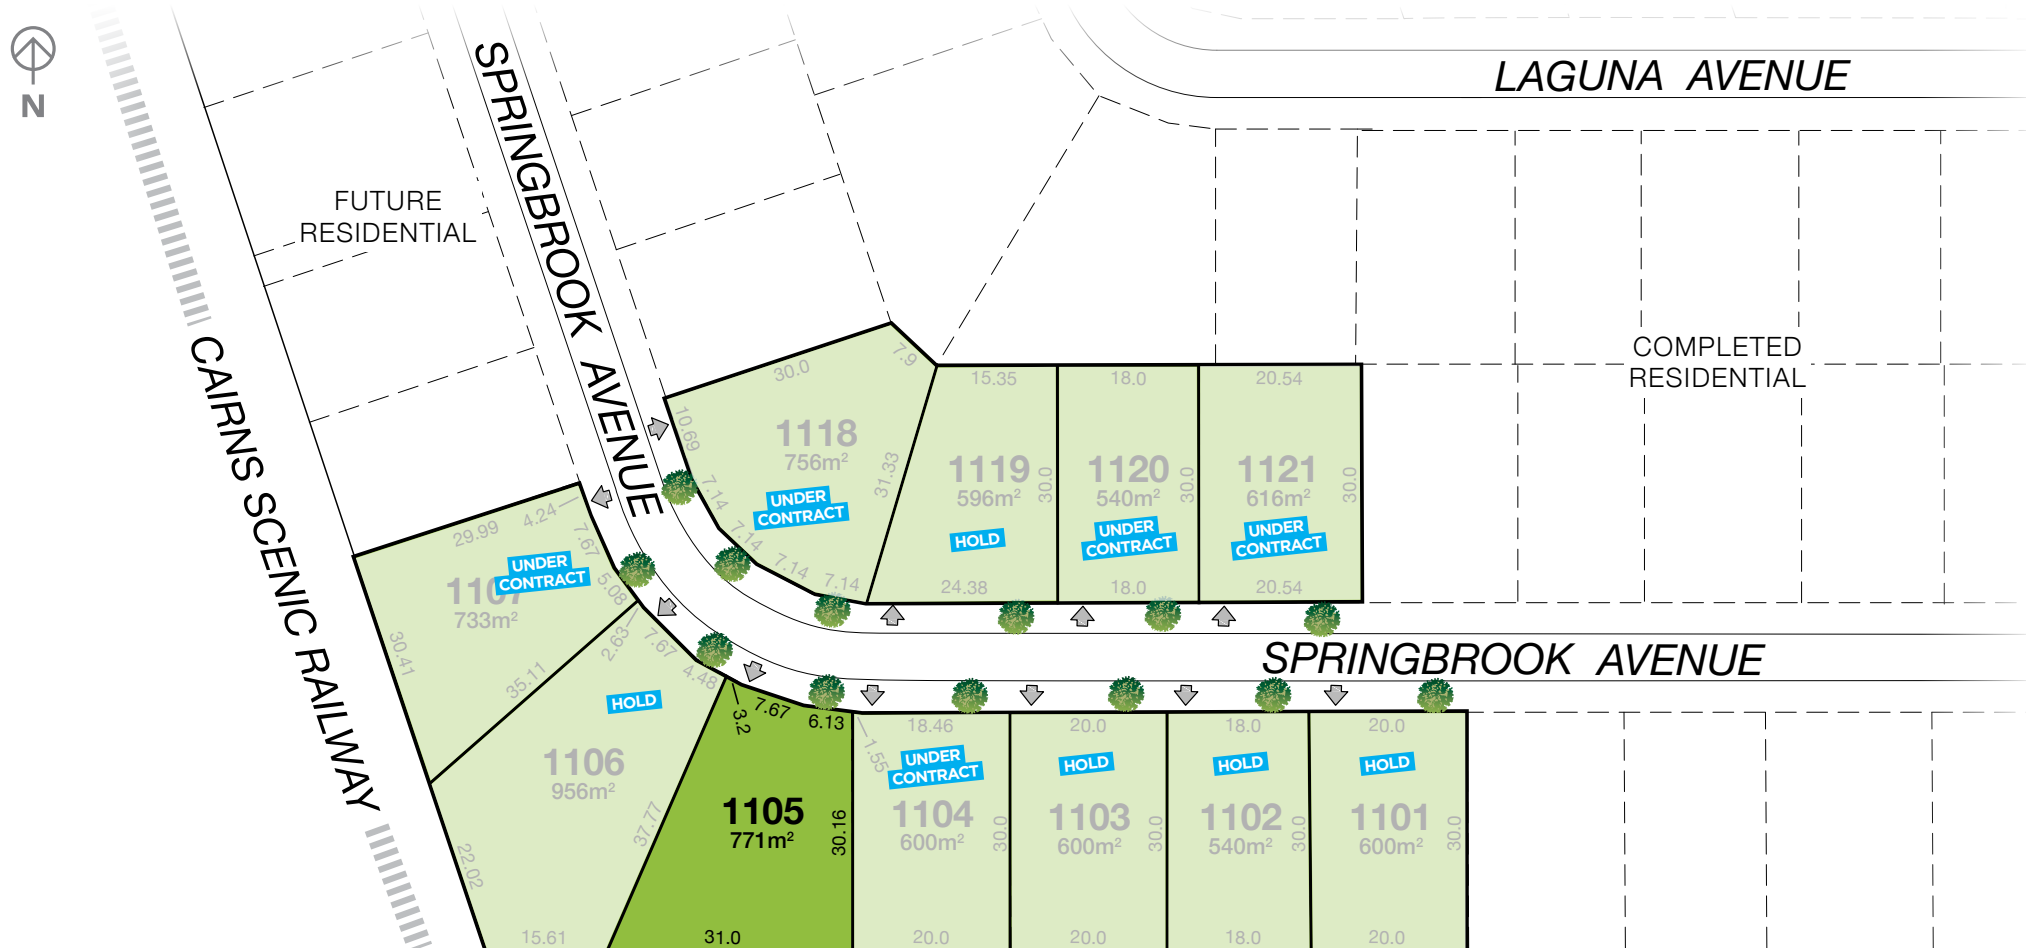 N
LAGUNA AVENUE
SPRINGBROOK AVENUE
FUTURE
RESIDENTIAL
COMPLETED
RESIDENTIAL
CAIRNS SCENIC RAILWAY
SPRINGBROOK AVENUE
30.0
7.9
10.69
1118
756m²
UNDER
CONTRACT
31.33
7.14
7.14
7.14
7.14
15.35
1119
596m²
30.0
HOLD
24.38
18.0
1120
540m²
30.0
UNDER
CONTRACT
18.0
20.54
1121
616m²
30.0
UNDER
CONTRACT
20.54
29.99
4.24
7.67
5.08
UNDER
CONTRACT
1107
733m²
30.41
35.11
2.63
7.67
4.48
HOLD
1106
956m²
37.77
22.02
15.61
3.2
7.67
6.13
1105
771m²
30.16
31.0
1.55
18.46
UNDER
CONTRACT
1104
600m²
30.0
20.0
20.0
HOLD
1103
600m²
30.0
20.0
18.0
HOLD
1102
540m²
30.0
18.0
20.0
HOLD
1101
600m²
30.0
20.0